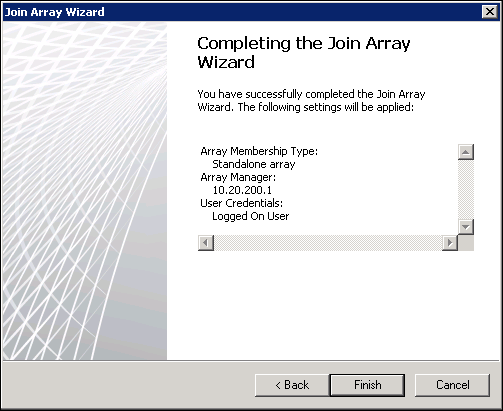 Join Array Wizard
Completing the Join Array
Wizard
You have successfully completed the Join Array
Wizard. The following settings will be applied:
Array Membership Type:
Standalone array
Array Manager:
10.20.200.1
User Credentials:
Logged On User
< Back
Finish
Cancel